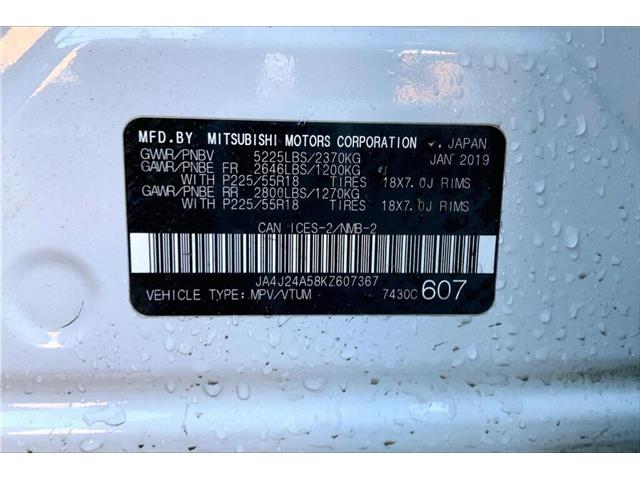 MFD.BY MITSUBISHI MOTORS CORPORATION JAPAN
GVWR/PNBV 5225LBS/2370KG JAN 2019
GAWR/PNBE FR 2646LBS/1200KG
WITH P225/55R18 TIRES 18X7.0J RIMS
GAWR/PNBE RR 2800LBS/1270KG
WITH P225/55R18 TIRES 18X7.0J RIMS
CAN ICES-2/NMB-2
JA4J24A58KZ607367
VEHICLE TYPE: MPV/VTUM 7430C 607